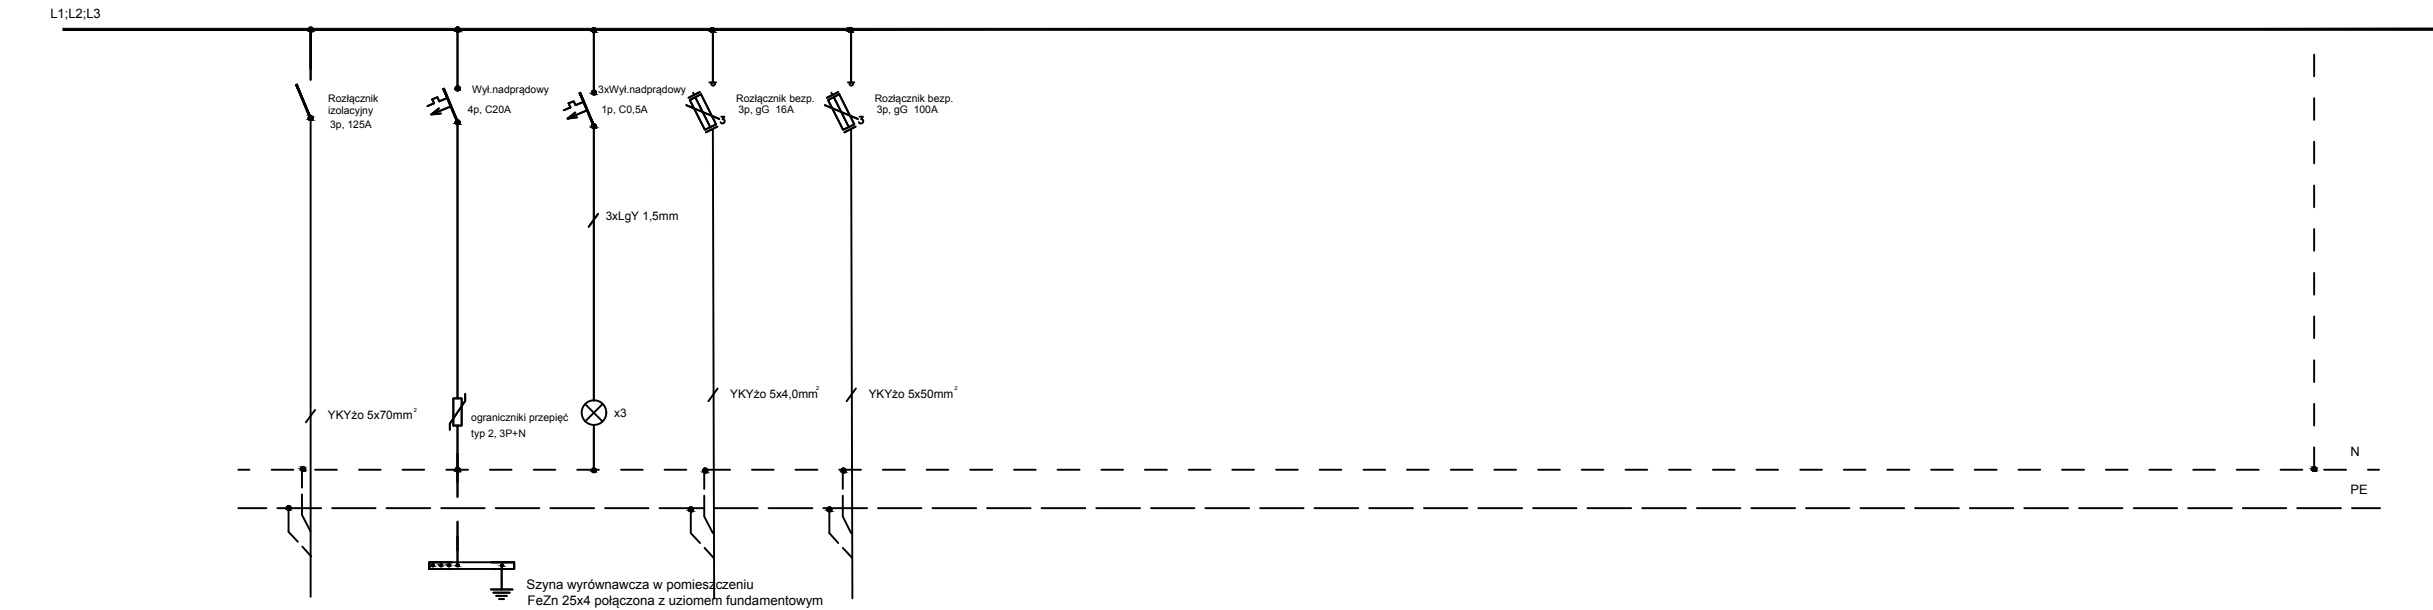 L1;L2;L3
Rozłącznik
izolacyjny
3p, 125A
Wył.nadprądowy
4p, C20A
3xWył.nadprądowy
1p, C0,5A
Rozłącznik bezp.
3p, gG 16A
3
Rozłącznik bezp.
3p, gG 100A
3
3xLgY 1,5mm
YKYżo 5x70mm²
ograniczniki przepięć
typ 2, 3P+N
x3
YKYżo 5x4,0mm²
YKYżo 5x50mm²
N
PE
Szyna wyrównawcza w pomieszczeniu
FeZn 25x4 połączona z uziomem fundamentowym